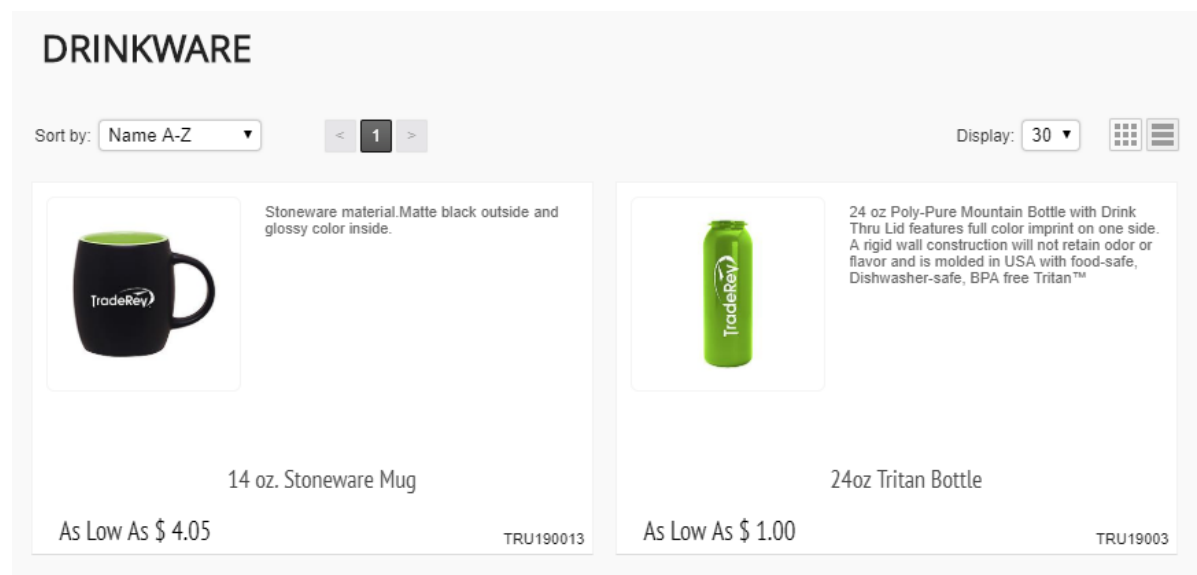 DRINKWARE
Sort by: Name A-Z < 1 > Display: 30
Stoneware material.Matte black outside and
glossy color inside.
TradeRev
14 oz. Stoneware Mug
As Low As $ 4.05 TRU190013
24 oz Poly-Pure Mountain Bottle with Drink
Thru Lid features full color imprint on one side.
A rigid wall construction will not retain odor or
flavor and is molded in USA with food-safe,
Dishwasher-safe, BPA free Tritan™
TradeRev
24oz Tritan Bottle
As Low As $ 1.00 TRU19003